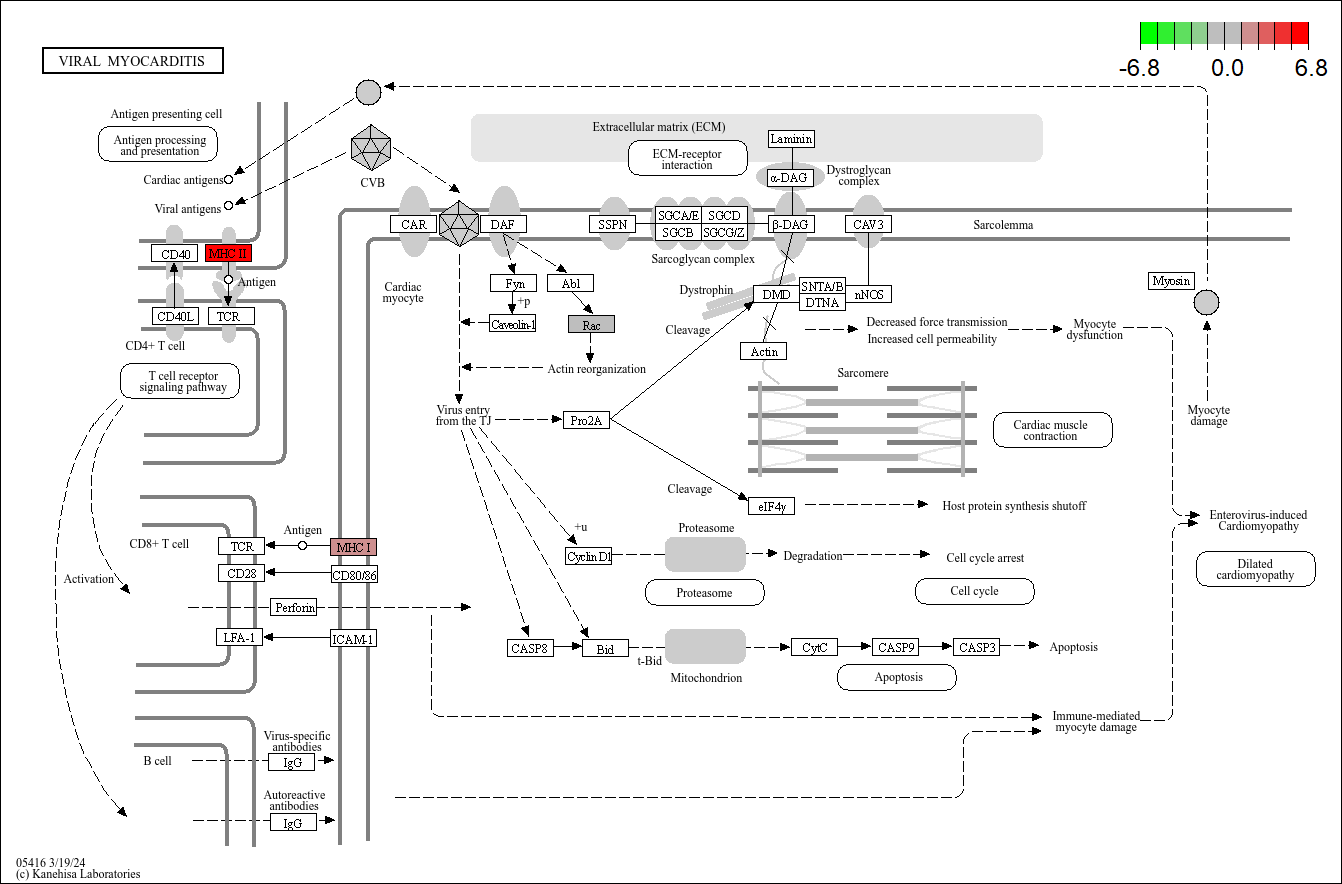 VIRAL MYOCARDITIS
-6.8
0.0
6.8
Antigen presenting cell
Antigen processing
and presentation
Cardiac antigens
Viral antigens
CVB
Extracellular matrix (ECM)
ECM-receptor
interaction
Laminin
α-DAG
Dystroglycan
complex
CAR
DAF
SSPN
SGCA/E
SGCD
SGCB
SGCG/Z
β-DAG
CAV3
Sarcolemma
CD40
MHC II
Antigen
CD40L
TCR
CD4+ T cell
T cell receptor
signaling pathway
Cardiac
myocyte
Sarcoglycan complex
Fyn
Abl
+p
Caveolin-1
Rac
Actin reorganization
Dystrophin
DMD
SNTA/B
DTNA
nNOS
Cleavage
Actin
Myosin
Decreased force transmission
Increased cell permeability
Myocyte
dysfunction
Sarcomere
Cardiac muscle
contraction
Myocyte
damage
Virus entry
from the TJ
Pro2A
Cleavage
eIF4γ
Host protein synthesis shutoff
Enterovirus-induced
Cardiomyopathy
Dilated
cardiomyopathy
CD8+ T cell
TCR
Antigen
MHC I
CD28
CD80/86
Activation
Perforin
LFA-1
ICAM-1
+u
Cyclin D1
Proteasome
Degradation
Cell cycle arrest
Proteasome
Cell cycle
CASP8
Bid
t-Bid
Mitochondrion
CytC
CASP9
CASP3
Apoptosis
Apoptosis
Immune-mediated
myocyte damage
Virus-specific
antibodies
B cell
IgG
Autoreactive
antibodies
IgG
05416 3/19/24
(c) Kanehisa Laboratories